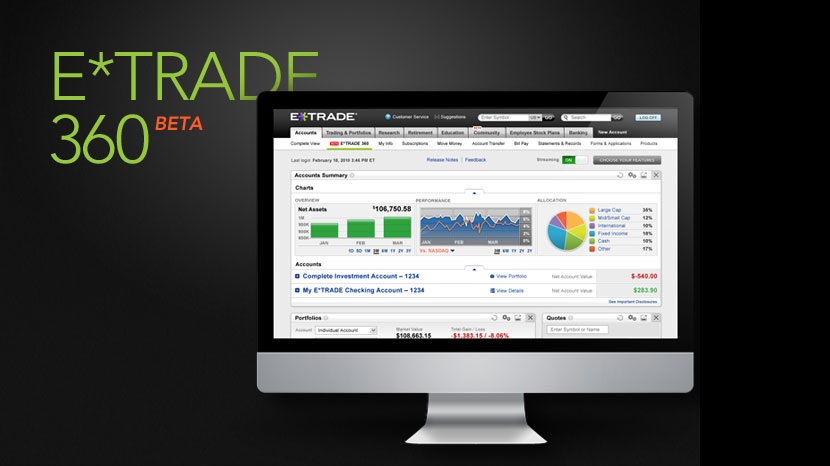 E*TRADE
360 BETA
E*TRADE
Customer Service Suggestions Enter Symbol GO Search GO LOG OFF
Accounts Trading & Portfolios Research Retirement Education Community Employee Stock Plans Banking New Account
Complete View E*TRADE 360 My Info Subscriptions Move Money Account Transfer Bill Pay Statements & Records Forms & Applications Products
Last login: February 18, 2010 3:46 PM ET Release Notes | Feedback Streaming ON CHOOSE YOUR FEATURES
Accounts Summary
Charts
OVERVIEW PERFORMANCE ALLOCATION
Net Assets $106,750.58
JAN FEB MAR
JAN FEB MAR
1D 5D 1M 3M 6M 1Y 2Y 3Y
Vs. NASDAQ 3M 6M 1Y 2Y 3Y
Large Cap
Mid/Small Cap 12%
International 10%
Fixed Income 18%
Cash 10%
Other 17%
Accounts
Complete Investment Account – 1234 View Portfolio Net Account Value $-540.00
My E*TRADE Checking Account – 1234 View Details Net Account Value $283.90
See Important Disclosures
Portfolios Quotes
Account Individual Account Market Value Total Gain / Loss Enter Symbol or Name
$108,663.15 -$1,383.15 / -8.06%